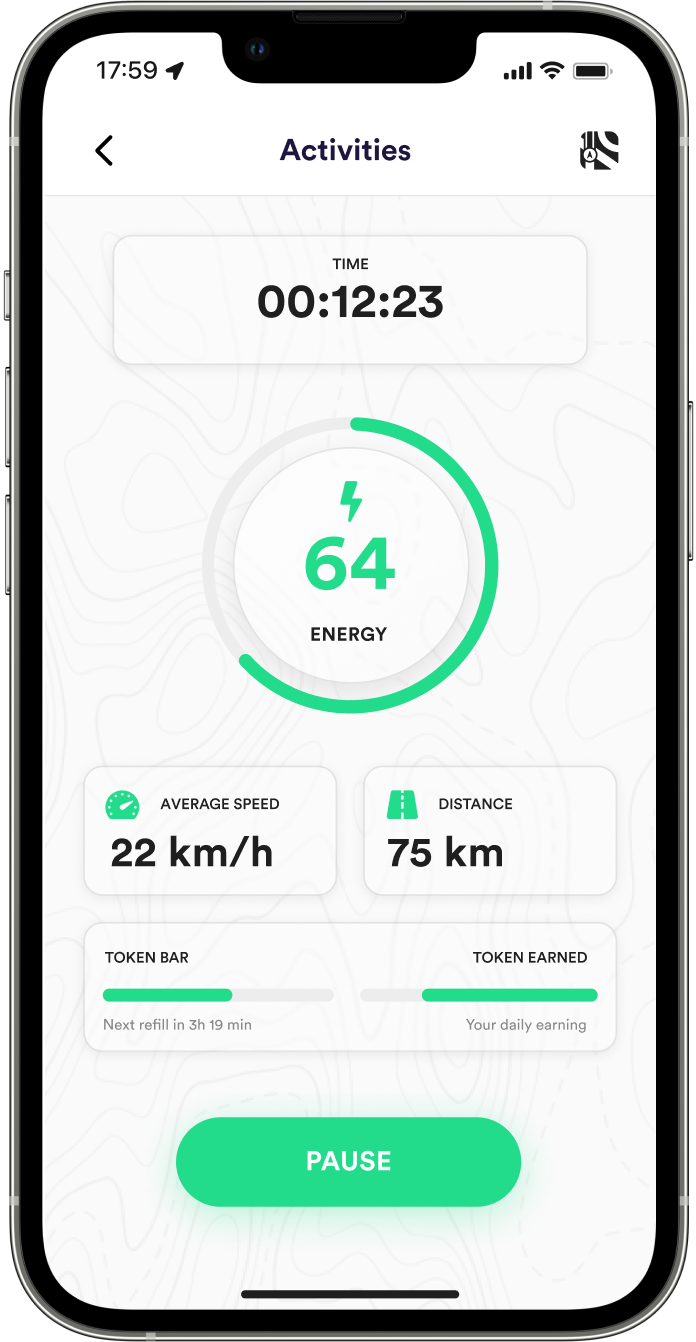 17:59
Activities
TIME
00:12:23
64
ENERGY
AVERAGE SPEED
22 km/h
DISTANCE
75 km
TOKEN BAR
TOKEN EARNED
Next refill in 3h 19 min
Your daily earning
PAUSE